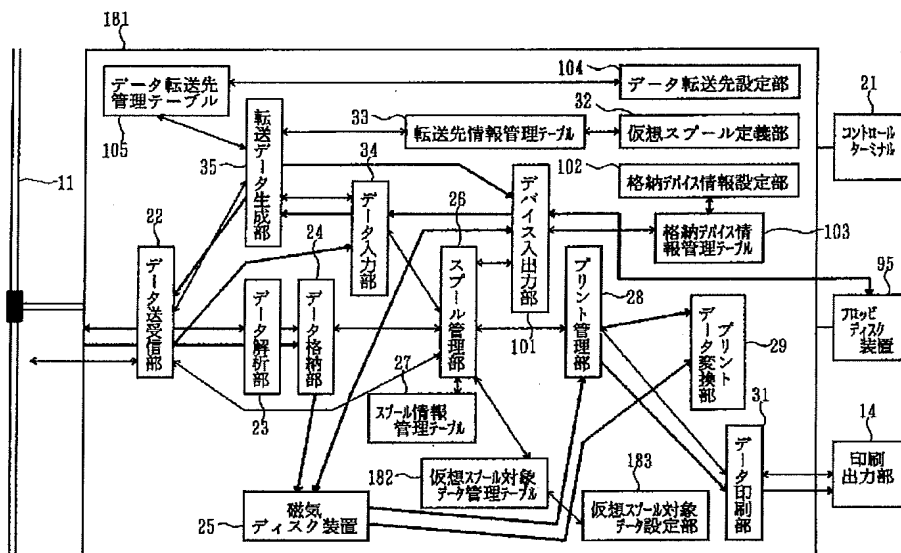 181
データ転送先
管理テーブル
105
104
データ転送先設定部
33
転送先情報管理テーブル
32
仮想スプール定義部
21
コントロール
ターミナル
35
転送データ生成部
34
データ入力部
102
格納デバイス情報設定部
11
22
データ送受信部
24
データ格納部
26
スプール管理部
デバイス入出力部
101
格納デバイス情
報管理テーブル
103
28
プリント管理部
95
フロッピ
ディスク
装置
データ解析部
23
27
スプール情報
管理テーブル
プリント
データ変換部
29
31
データ印刷部
14
印刷
出力部
182
仮想スプール対象
データ管理テーブル
183
仮想スプール対象
データ設定部
25
磁気
ディスク装置